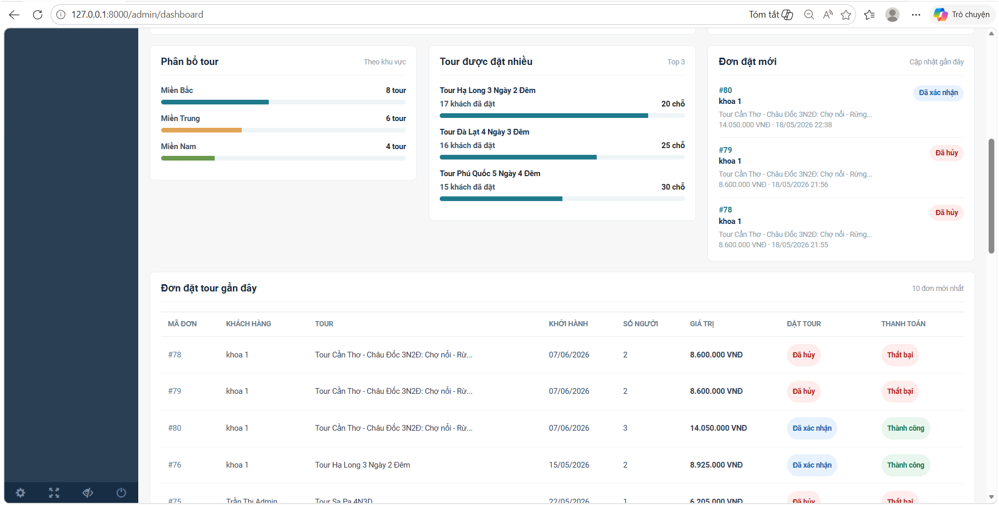 127.0.0.1:8000/admin/dashboard
Tóm tắt
Trò chuyện
Phân bổ tour
Theo khu vực
Miền Bắc
8 tour
Miền Trung
6 tour
Miền Nam
4 tour
Tour được đặt nhiều
Top 3
Tour Hạ Long 3 Ngày 2 Đêm
17 khách đã đặt
20 chỗ
Tour Đà Lạt 4 Ngày 3 Đêm
16 khách đã đặt
25 chỗ
Tour Phú Quốc 5 Ngày 4 Đêm
15 khách đã đặt
30 chỗ
Đơn đặt mới
Cập nhật gần đây
#80
Đã xác nhận
khoa 1
Tour Cần Thơ - Châu Đốc 3N2Đ: Chợ nổi - Rừng...
14.050.000 VNĐ · 18/05/2026 22:38
#79
Đã hủy
khoa 1
Tour Cần Thơ - Châu Đốc 3N2Đ: Chợ nổi - Rừng...
8.600.000 VNĐ · 18/05/2026 21:56
#78
Đã hủy
khoa 1
Tour Cần Thơ - Châu Đốc 3N2Đ: Chợ nổi - Rừng...
8.600.000 VNĐ · 18/05/2026 21:55
Đơn đặt tour gần đây
10 đơn mới nhất
MÃ ĐƠN KHÁCH HÀNG TOUR KHỞI HÀNH SỐ NGƯỜI GIÁ TRỊ ĐẶT TOUR THANH TOÁN
#78 khoa 1 Tour Cần Thơ - Châu Đốc 3N2Đ: Chợ nổi - Rừ... 07/06/2026 2 8.600.000 VNĐ Đã hủy Thất bại
#79 khoa 1 Tour Cần Thơ - Châu Đốc 3N2Đ: Chợ nổi - Rừ... 07/06/2026 2 8.600.000 VNĐ Đã hủy Thất bại
#80 khoa 1 Tour Cần Thơ - Châu Đốc 3N2Đ: Chợ nổi - Rừ... 07/06/2026 3 14.050.000 VNĐ Đã xác nhận Thành công
#76 khoa 1 Tour Hạ Long 3 Ngày 2 Đêm 15/05/2026 2 8.925.000 VNĐ Đã xác nhận Thành công
#75 Trần Thị Admin Tour Sa Pa 4N3D 22/05/2026 1 6.205.000 VNĐ Đã hủy Thất bại